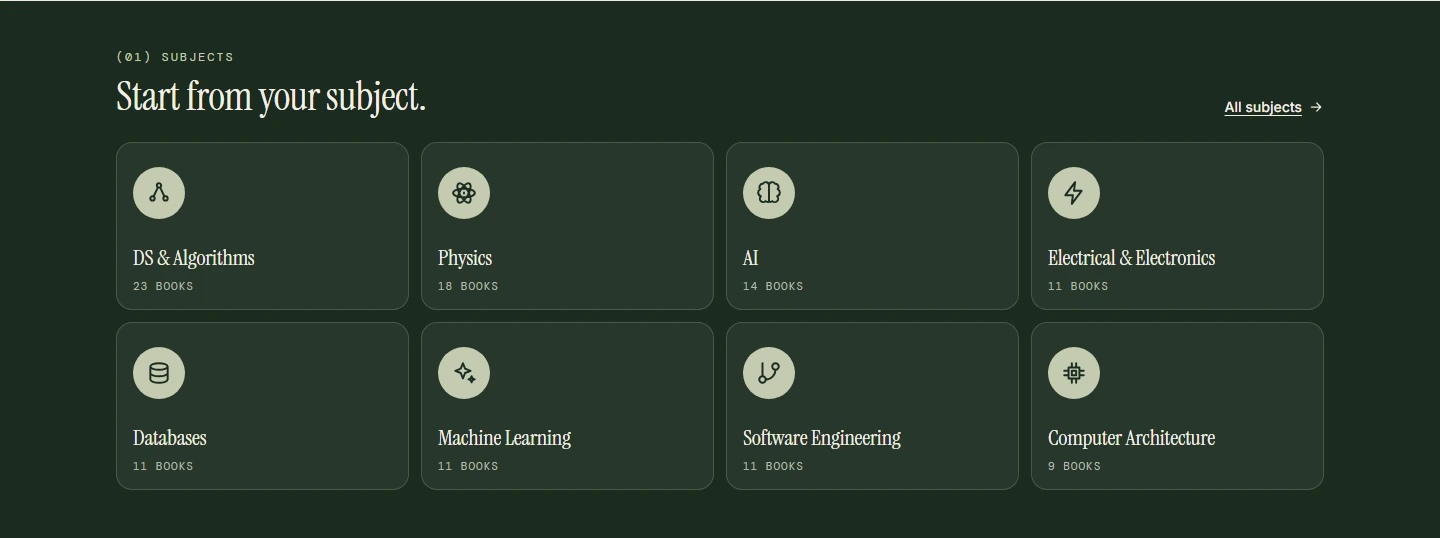 (01) SUBJECTS
Start from your subject.
All subjects →
DS & Algorithms
23 BOOKS
Physics
18 BOOKS
AI
14 BOOKS
Electrical & Electronics
11 BOOKS
Databases
11 BOOKS
Machine Learning
11 BOOKS
Software Engineering
11 BOOKS
Computer Architecture
9 BOOKS